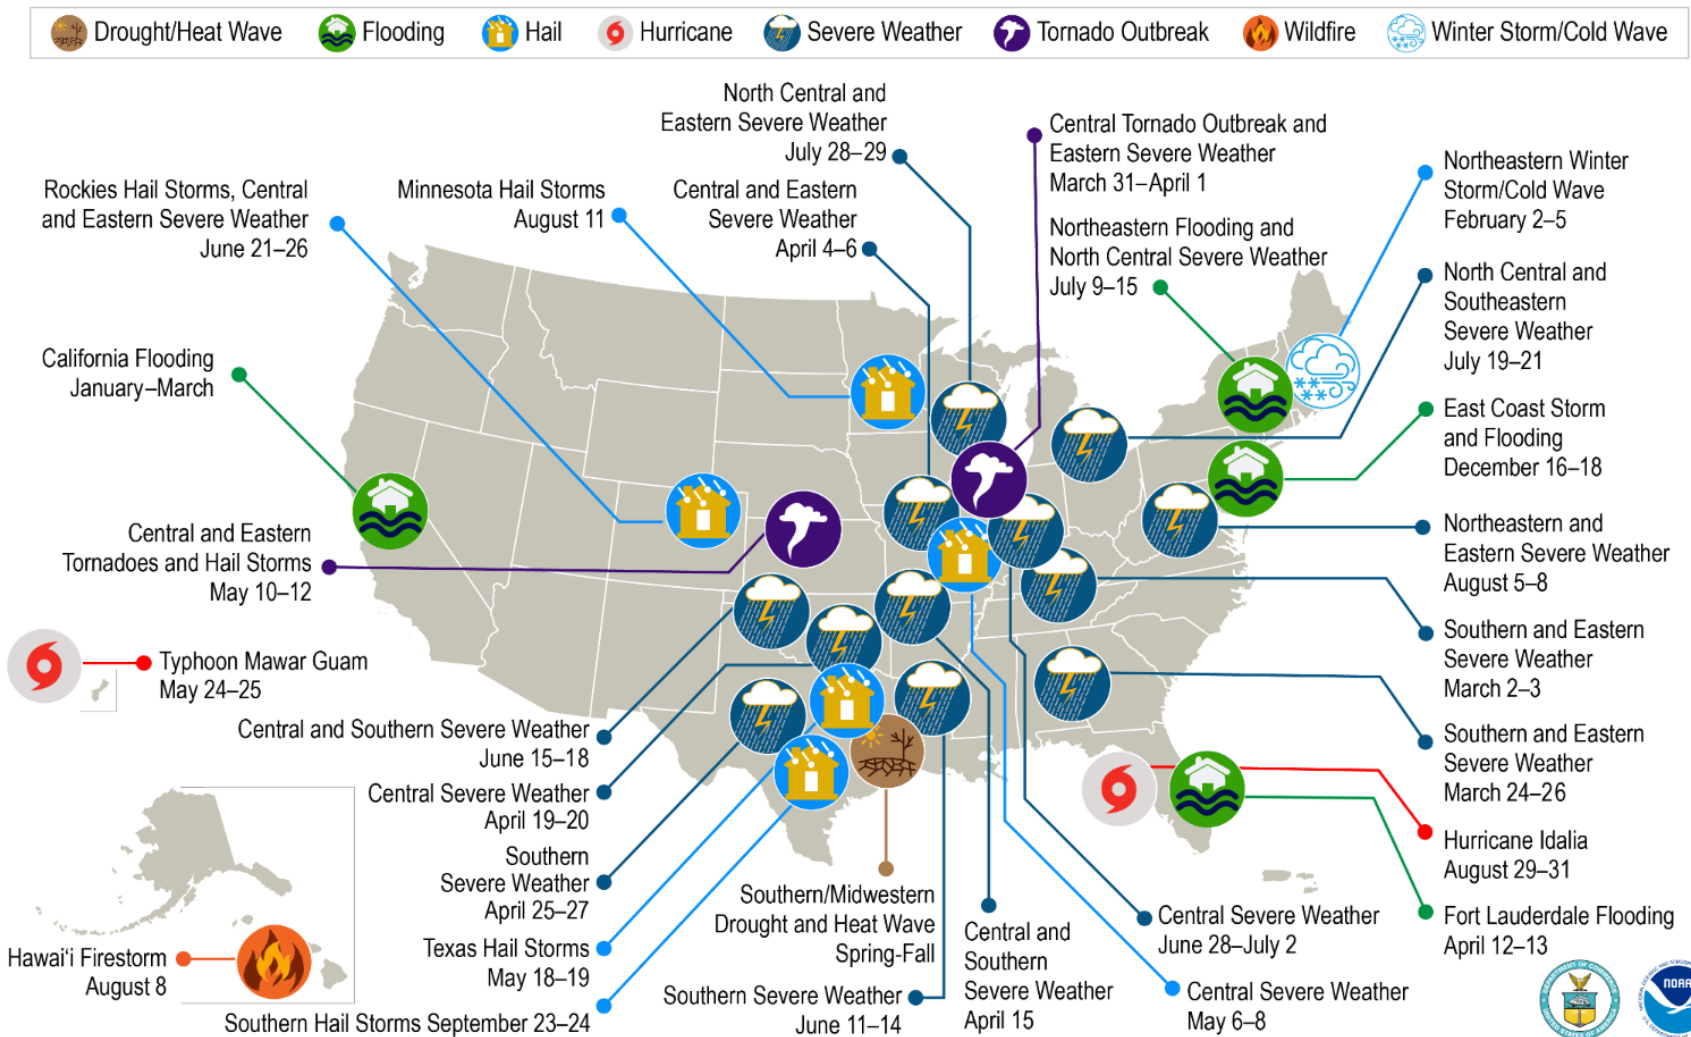 Drought/Heat Wave
Flooding
Hail
Hurricane
Severe Weather
Tornado Outbreak
Wildfire
Winter Storm/Cold Wave
North Central and
Eastern Severe Weather
July 28–29
Central Tornado Outbreak and
Eastern Severe Weather
March 31–April 1
Northeastern Winter
Storm/Cold Wave
February 2–5
Rockies Hail Storms, Central
and Eastern Severe Weather
June 21–26
Minnesota Hail Storms
August 11
Central and Eastern
Severe Weather
April 4–6
Northeastern Flooding and
North Central Severe Weather
July 9–15
North Central and
Southeastern
Severe Weather
July 19–21
California Flooding
January–March
East Coast Storm
and Flooding
December 16–18
Central and Eastern
Tornadoes and Hail Storms
May 10–12
Northeastern and
Eastern Severe Weather
August 5–8
Typhoon Mawar Guam
May 24–25
Southern and Eastern
Severe Weather
March 2–3
Central and Southern Severe Weather
June 15–18
Southern and Eastern
Severe Weather
March 24–26
Central Severe Weather
April 19–20
Hurricane Idalia
August 29–31
Southern
Severe Weather
April 25–27
Southern/Midwestern
Drought and Heat Wave
Spring-Fall
Central Severe Weather
June 28–July 2
Fort Lauderdale Flooding
April 12–13
Texas Hail Storms
May 18–19
Central and
Southern
Severe Weather
April 15
Hawai‘i Firestorm
August 8
Southern Severe Weather
June 11–14
Central Severe Weather
May 6–8
Southern Hail Storms September 23–24
DEPARTMENT OF COMMERCE
UNITED STATES OF AMERICA
NOAA